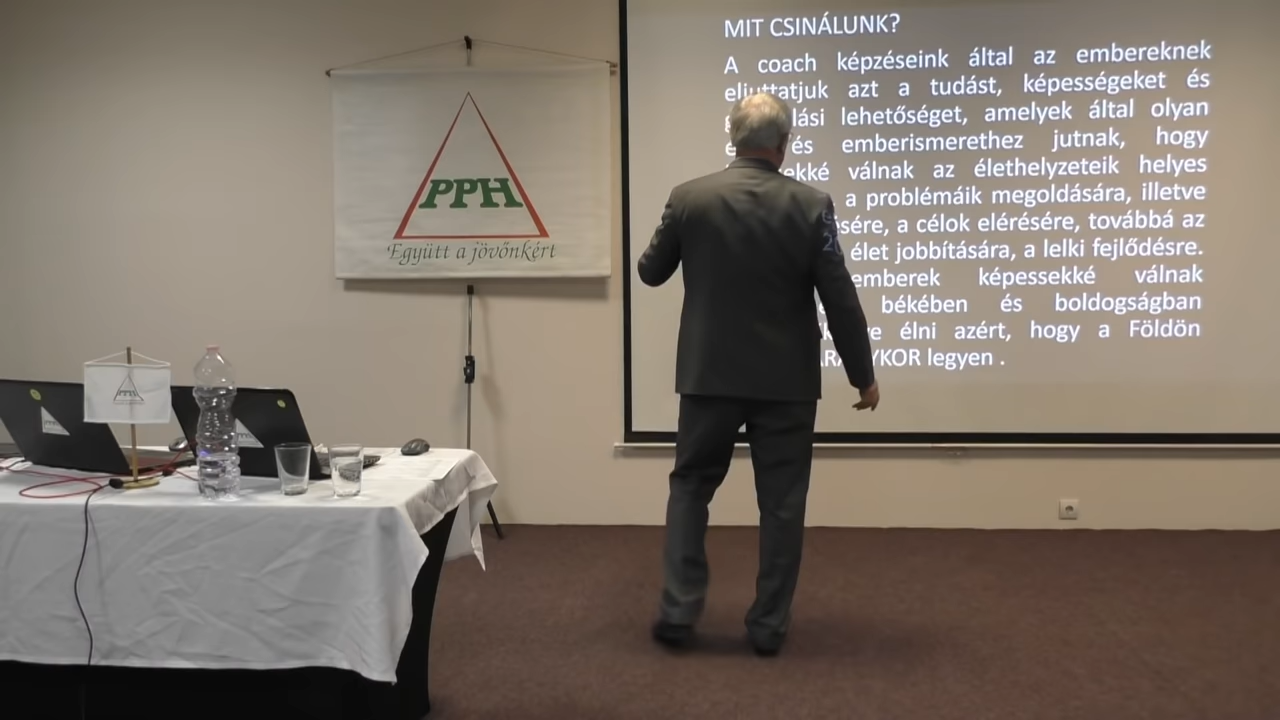 MIT CSINÁLUNK?
A coach képzéseink által az embereknek
eljuttatjuk azt a tudást, képességeket és
lehetőséget, amelyek által olyan
és emberismerethez jutnak, hogy
válnak az élethelyzeteik helyes
a problémáik megoldására, illetve
a célok elérésére, továbbá az
élet jobbítására, a lelki fejlődésre.
emberek képessekké válnak
békében és boldogságban
élni azért, hogy a Földön
ARANYKOR legyen .
PPH
Együtt a jövőnkért
PPH